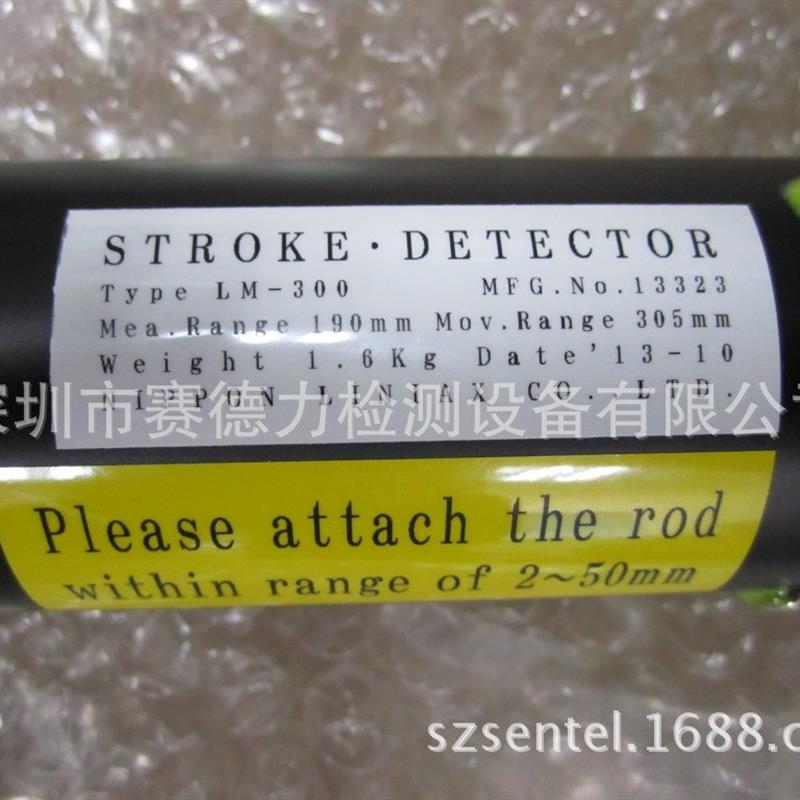 STROKE·DETECTOR
Type LM-300 MFG.No.13323
Mea.Range 190mm Mov.Range 305mm
Weight 1.6Kg Date'13-10
NIPPON LINIAX CO.,LTD.
深圳市赛德力检测设备有限公司
Please attach the rod
within range of 2~50mm
szsentel.1688.c